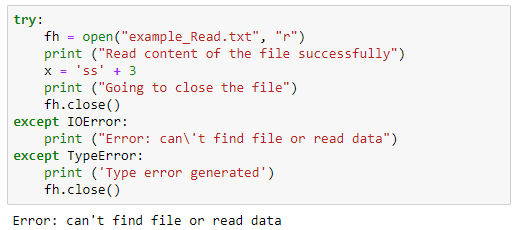 try:
    fh = open("example_Read.txt", "r")
    print ("Read content of the file successfully")
    x = 'ss' + 3
    print ("Going to close the file")
    fh.close()
except IOError:
    print ("Error: can\'t find file or read data")
except TypeError:
    print ('Type error generated')
    fh.close()
Error: can't find file or read data